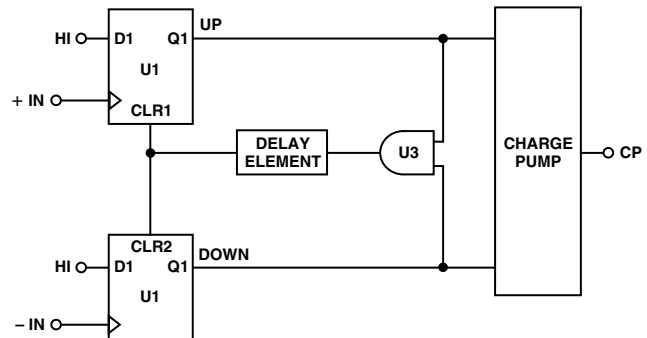 UP
HI D1 Q1
U1
+ IN
CLR1
DELAY
ELEMENT
U3
CHARGE
PUMP
CP
CLR2
DOWN
HI D1 Q1
U1
– IN